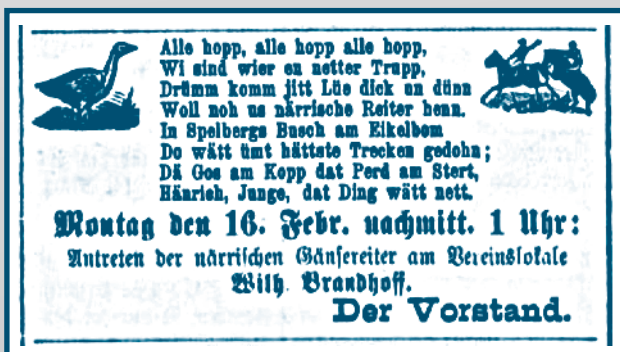 Alle hopp, alle hopp alle hopp,
Wi sind wier en netter Trupp,
Drümm komm jitt Lüe dick un dünn
Woll noh us närrische Reiter henn.
In Spelbergs Busch am Eikelbom
Do wätt ümt hättste Trecken gedohn;
Dä Gos am Kopp dat Perd am Stert,
Hänrich, Junge, dat Ding wätt nett.
Montag den 16. Febr. nachmitt. 1 Uhr:
Antreten der närrischen Gänsereiter am Vereinslokale
Wilh. Brandhoff.
Der Vorstand.